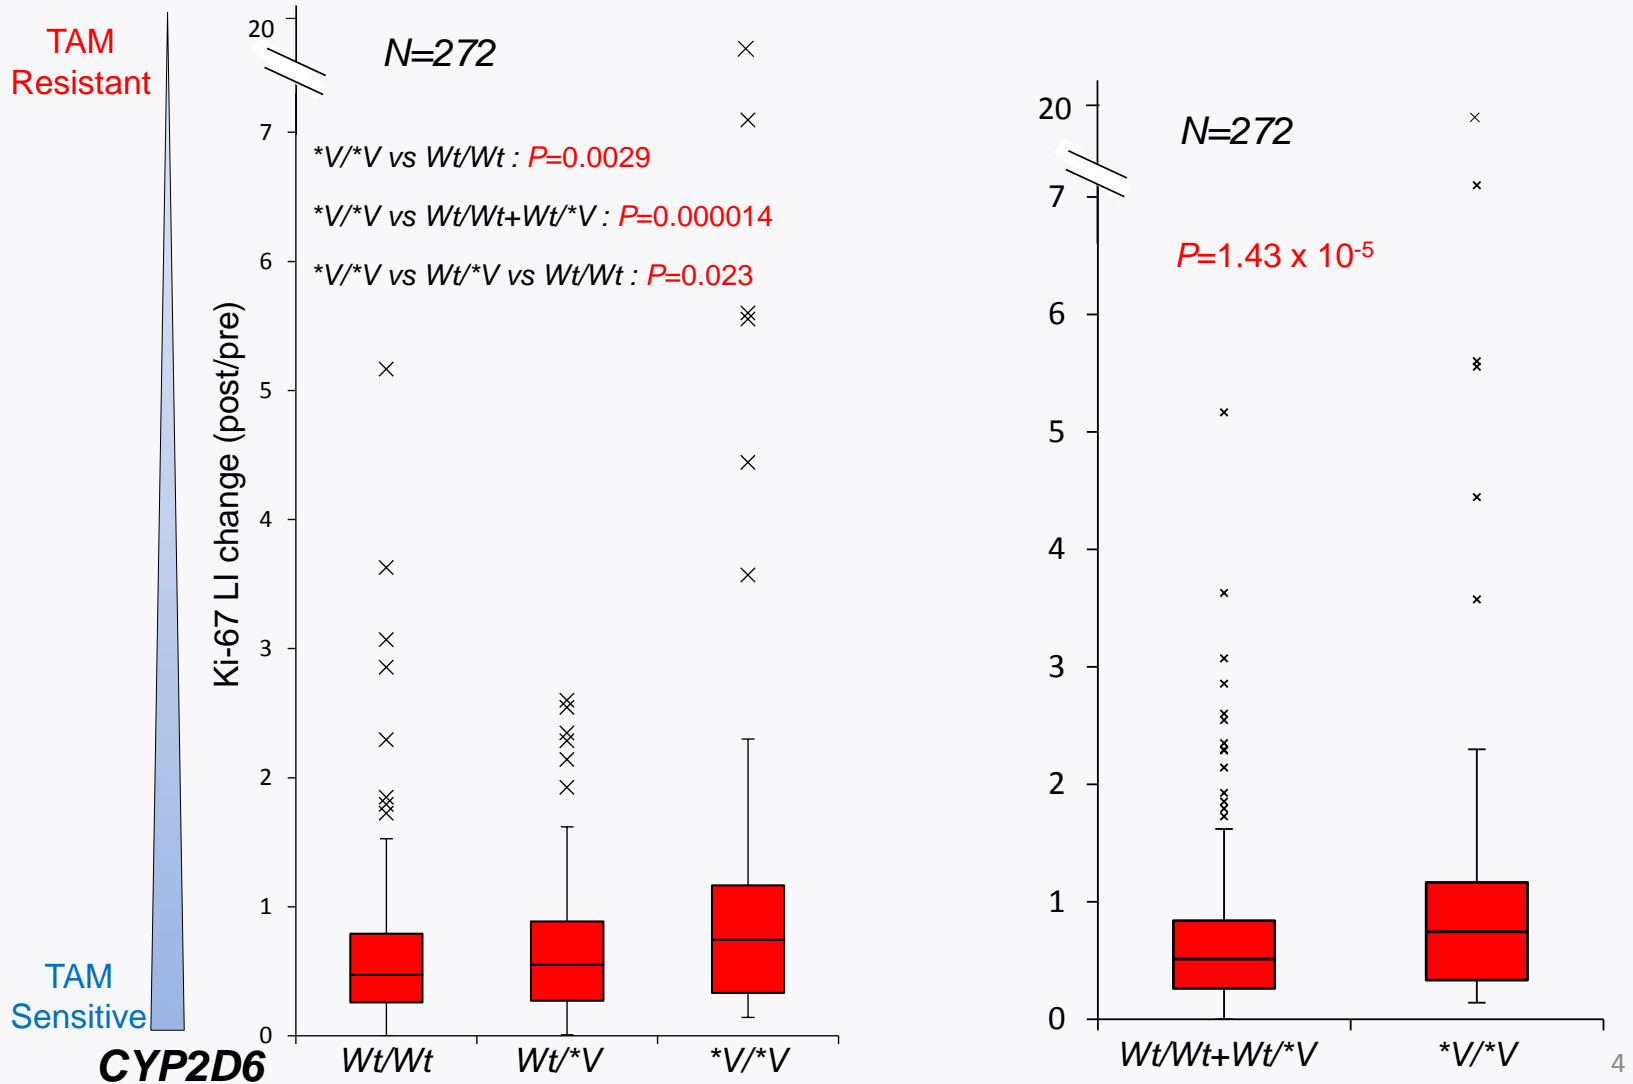 TAM
Resistant
20
N=272
7
*V/*V vs Wt/Wt : P=0.0029
*V/*V vs Wt/Wt+Wt/*V : P=0.000014
6
*V/*V vs Wt/*V vs Wt/Wt : P=0.023
5
4
3
2
1
0
Ki-67 LI change (post/pre)
TAM
Sensitive
CYP2D6
Wt/Wt
Wt/*V
*V/*V
20
N=272
7
P=1.43 x 10-5
6
5
4
3
2
1
0
Wt/Wt+Wt/*V
*V/*V
4